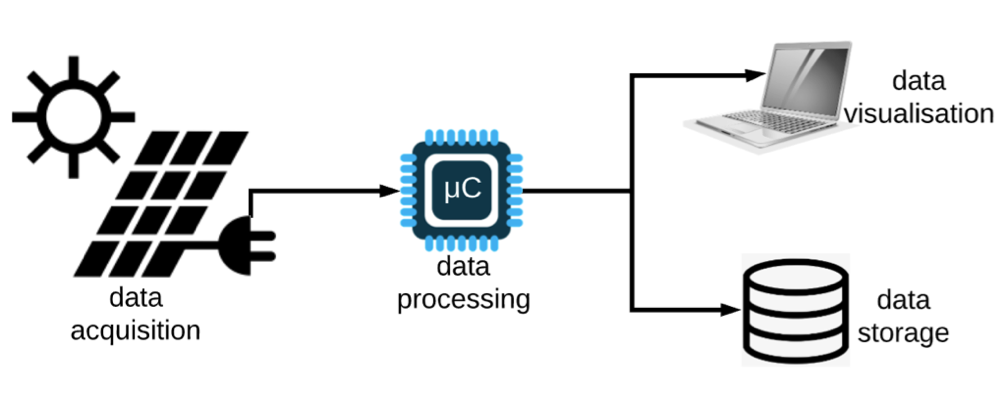 data
acquisition
μC
data
processing
data
visualisation
data
storage